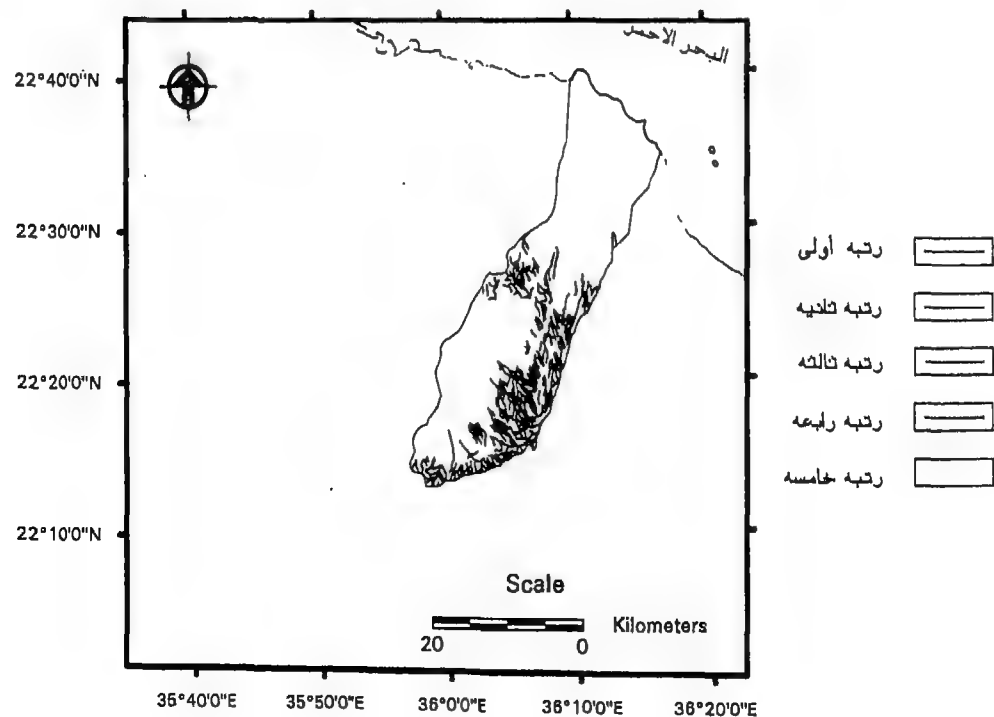 البحر الاحمر
22°40'0"N
22°30'0"N
22°20'0"N
22°10'0"N
رتبه أولى
رتبه ثانيه
رتبه ثالثه
رتبه رابعه
رتبه خامسه
Scale
20 0 Kilometers
35°40'0"E 35°50'0"E 36°0'0"E 36°10'0"E 36°20'0"E